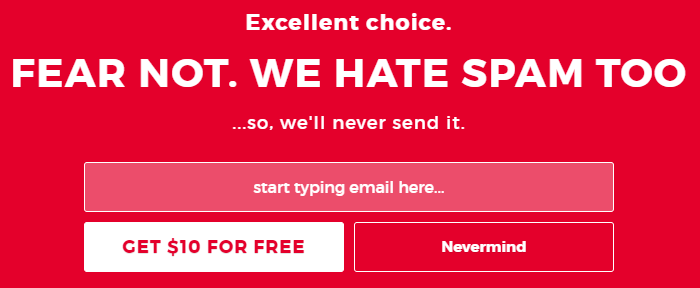 Excellent choice.
FEAR NOT. WE HATE SPAM TOO
...so, we'll never send it.
start typing email here...
GET $10 FOR FREE
Nevermind